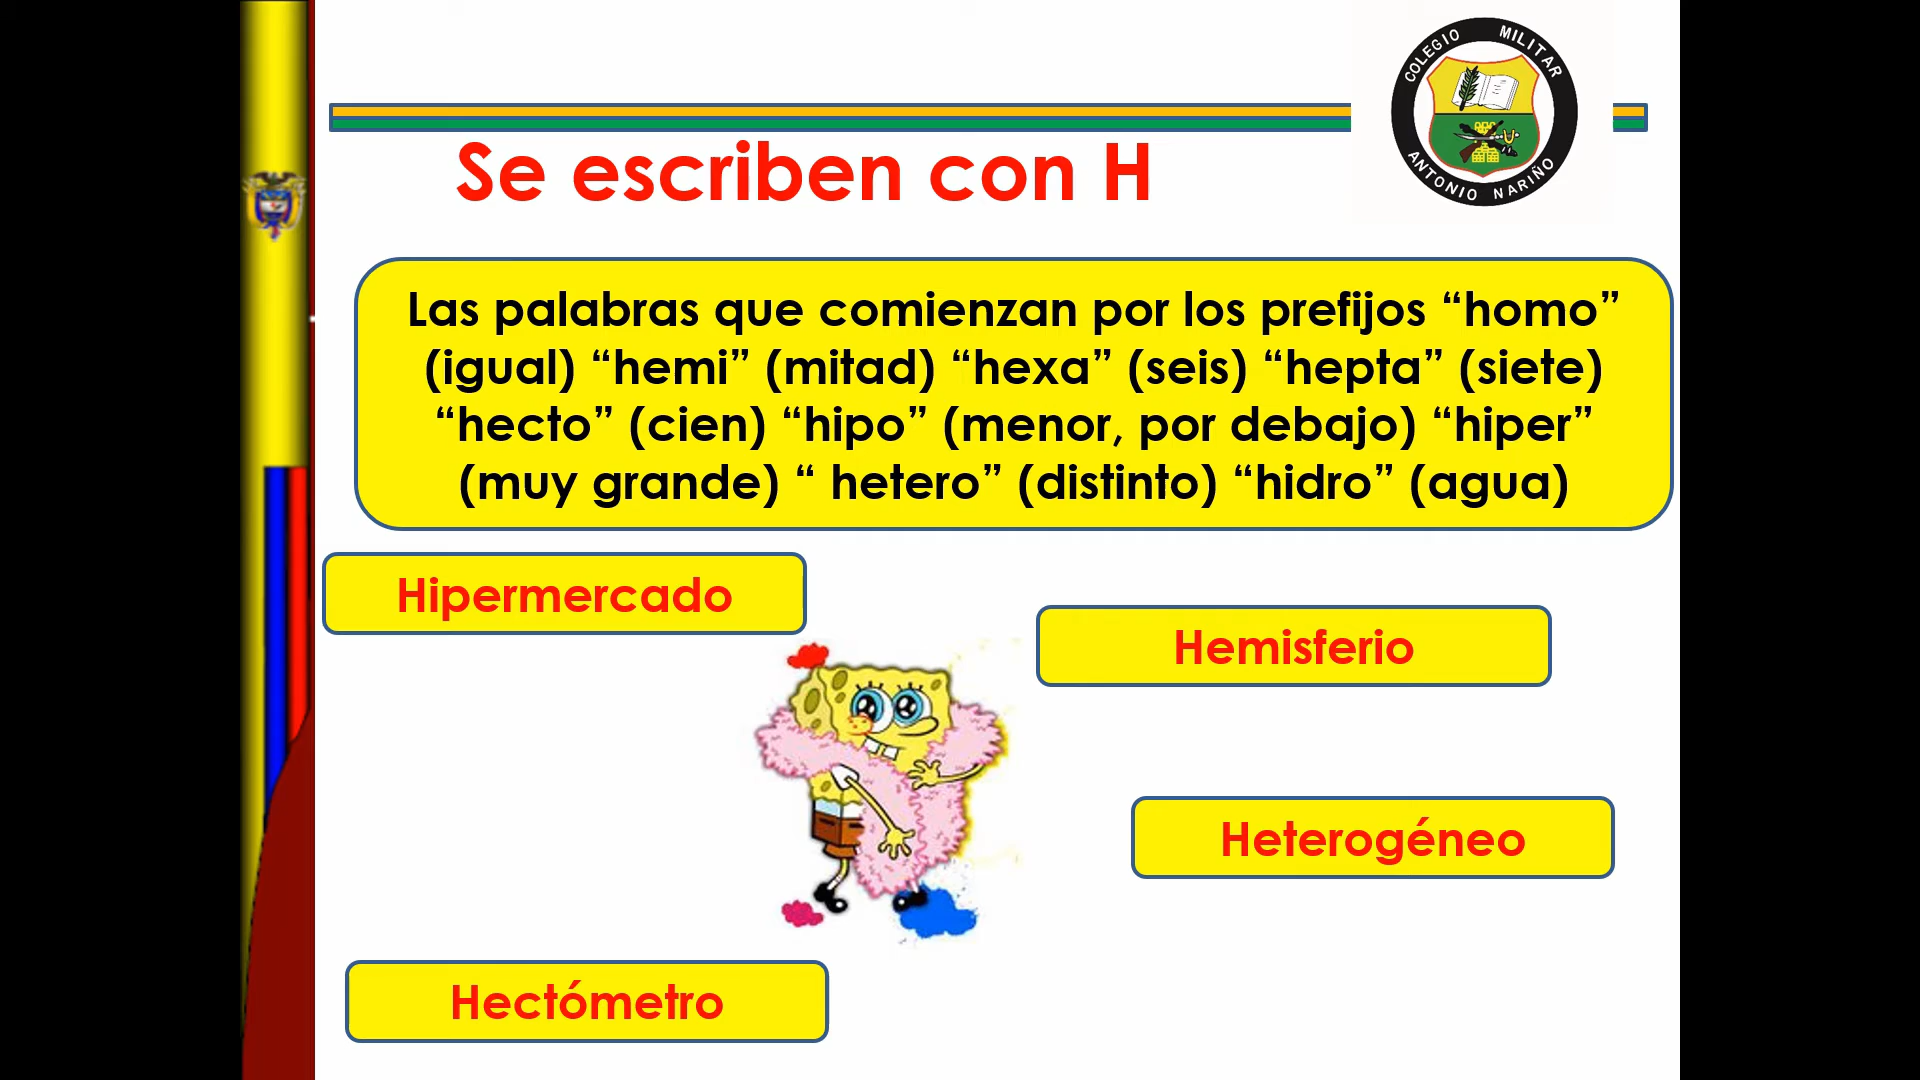 COLEGIO MILITAR
ANTONIO NARIÑO
Se escriben con H
Las palabras que comienzan por los prefijos “homo”
(igual) “hemi” (mitad) “hexa” (seis) “hepta” (siete)
“hecto” (cien) “hipo” (menor, por debajo) “hiper”
(muy grande) “ hetero” (distinto) “hidro” (agua)
Hipermercado
Hemisferio
Heterogéneo
Hectómetro